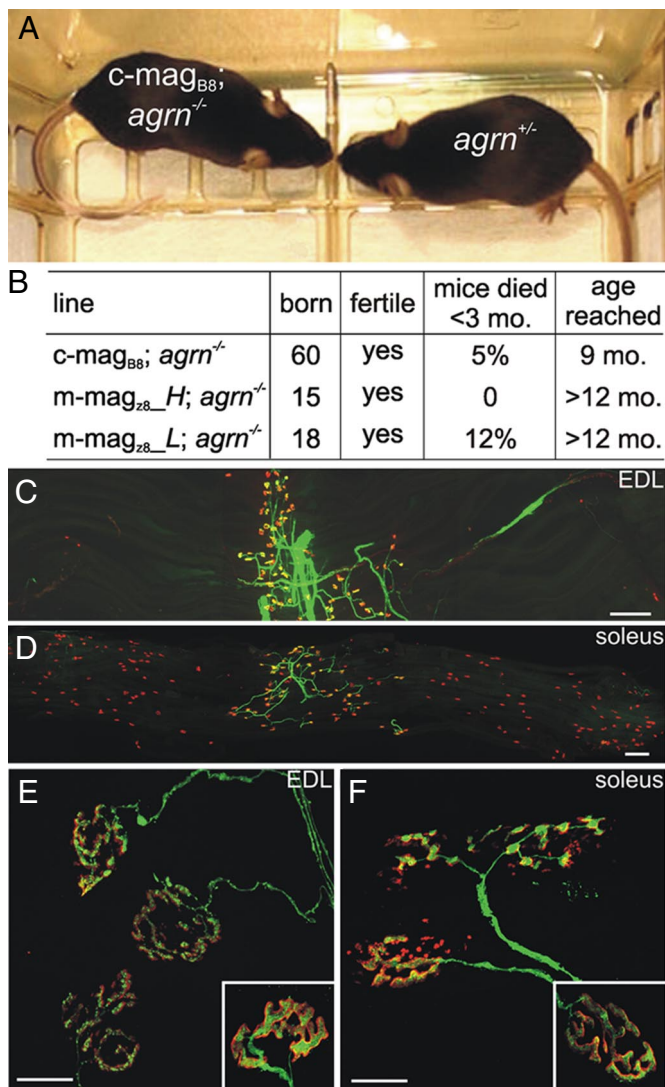 A
c-mag_B8;
agrn^-/-
agrn^+/-
B
line born fertile mice died <3 mo. age reached
c-mag_B8; agrn^-/- 60 yes 5% 9 mo.
m-mag_z8_H; agrn^-/- 15 yes 0 >12 mo.
m-mag_z8_L; agrn^-/- 18 yes 12% >12 mo.
C
EDL
D
soleus
E
EDL
F
soleus